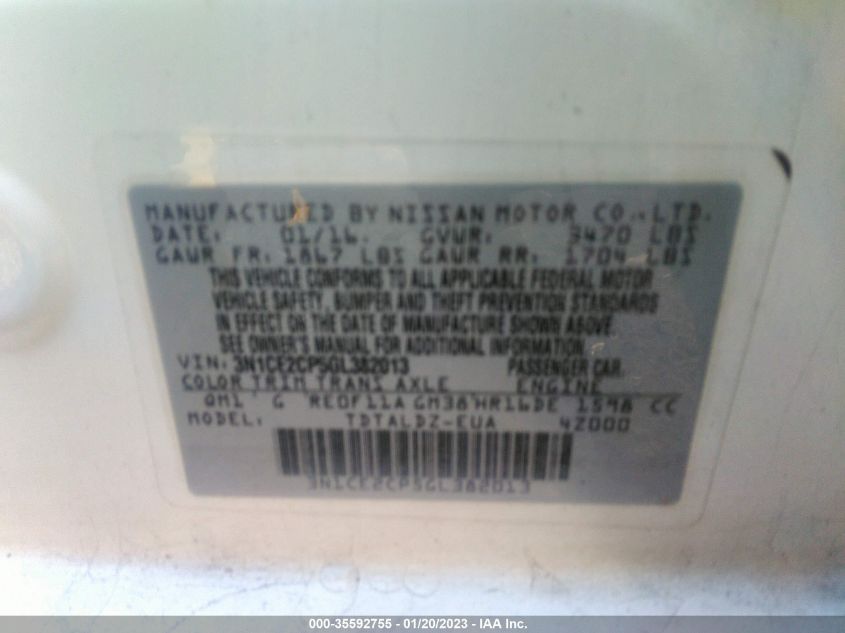 MANUFACTURED BY NISSAN MOTOR CO., LTD.
DATE: 01/16. GVWR: 3470 LBS
GAWR FR: 1867 LBS GAWR RR: 1704 LBS
THIS VEHICLE CONFORMS TO ALL APPLICABLE FEDERAL MOTOR
VEHICLE SAFETY, BUMPER AND THEFT PREVENTION STANDARDS
IN EFFECT ON THE DATE OF MANUFACTURE SHOWN ABOVE.
SEE OWNER'S MANUAL FOR ADDITIONAL INFORMATION
VIN: 3N1CE2CP5GL382013 PASSENGER CAR.
COLOR TRIM TRANS AXLE ENGINE
QM1 G RE0F11A GM38 HR16DE 1598 CC
MODEL: TDTALDZ-EUA 4Z000
3N1CE2CP5GL382013
000-35592755 - 01/20/2023 - IAA Inc.